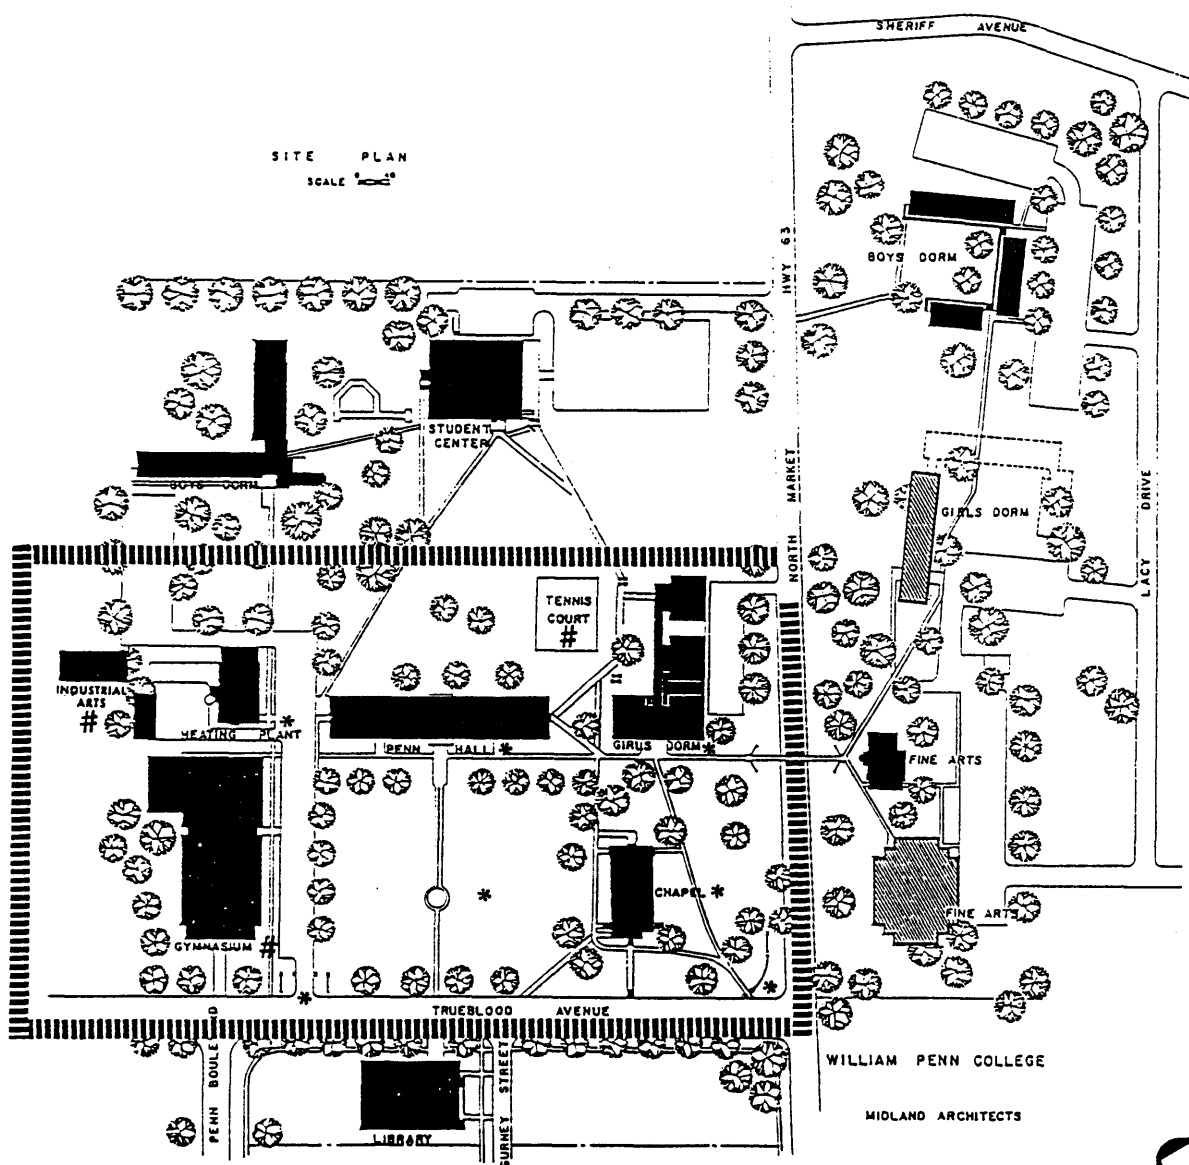 SHERIFF AVENUE
SITE PLAN
SCALE 0 40
HWY 63
BOYS DORM
STUDENT
CENTER
NORTH MARKET
LACY DRIVE
BOYS DORM
GIRLS DORM
TENNIS
COURT
#
INDUSTRIAL
ARTS
#
HEATING PLANT *
PENN HALL *
GIRLS DORM *
FINE ARTS
*
CHAPEL *
*
FINE ARTS
GYMNASIUM #
*
*
TRUEBLOOD AVENUE
PENN BOULEVARD
GURNEY STREET
WILLIAM PENN COLLEGE
MIDLAND ARCHITECTS
LIBRARY